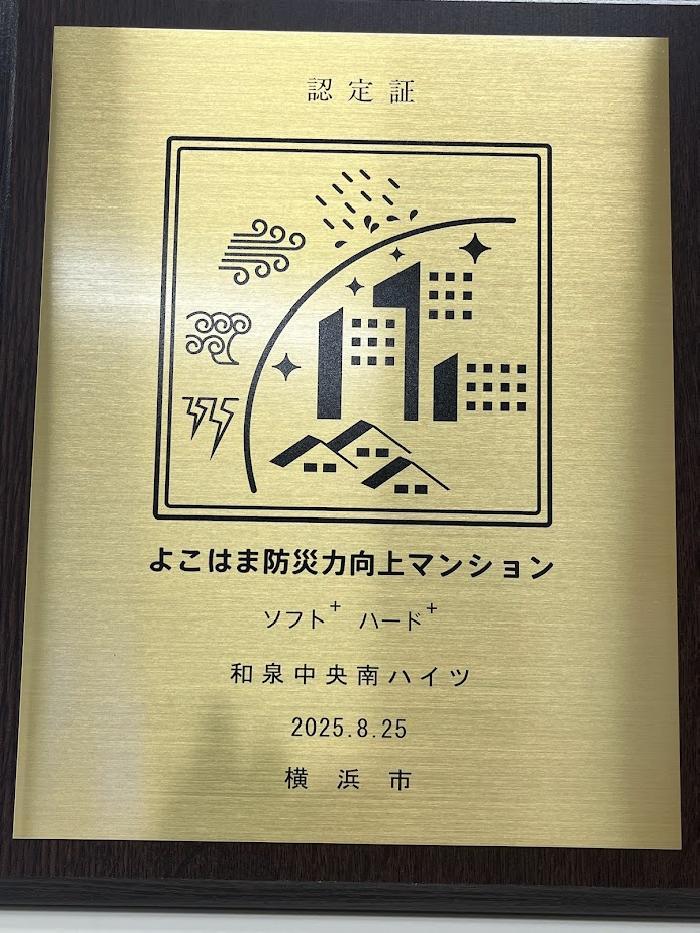 認定証
よこはま防災力向上マンション
ソフト⁺ ハード⁺
和泉中央南ハイツ
2025.8.25
横浜市